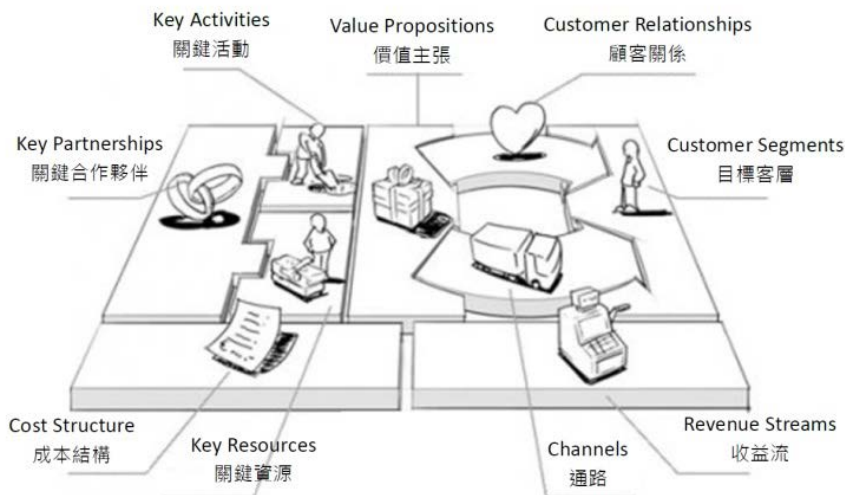 Key Activities
關鍵活動
Value Propositions
價值主張
Customer Relationships
顧客關係
Key Partnerships
關鍵合作夥伴
Customer Segments
目標客層
Cost Structure
成本結構
Key Resources
關鍵資源
Channels
通路
Revenue Streams
收益流